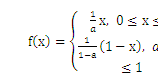 f(x) = { 1/a x, 0 ≤ x ≤
1/1-a (1 − x), a
≤ 1